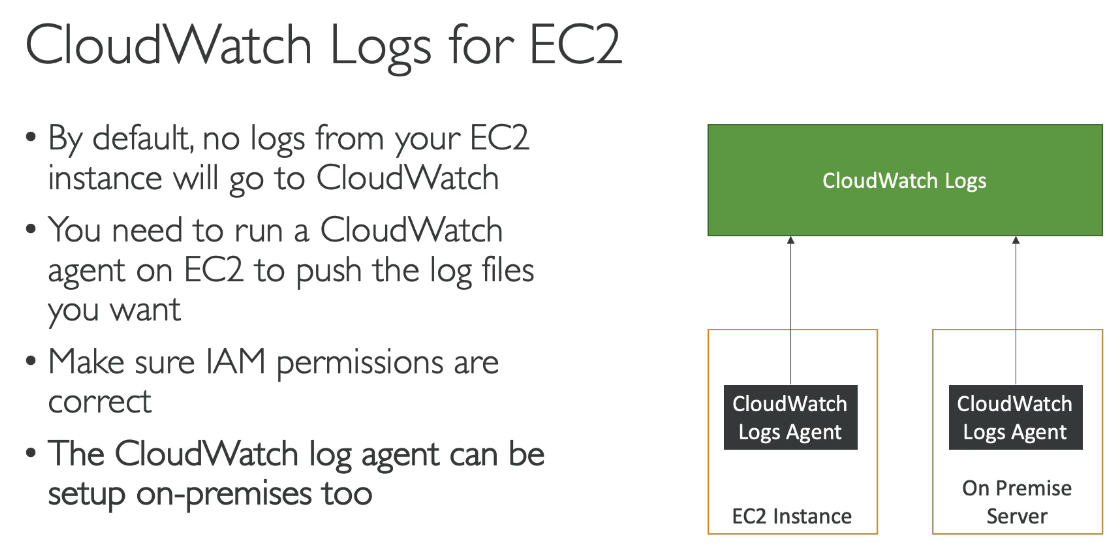 CloudWatch Logs for EC2
• By default, no logs from your EC2
instance will go to CloudWatch
• You need to run a CloudWatch
agent on EC2 to push the log files
you want
• Make sure IAM permissions are
correct
• The CloudWatch log agent can be
setup on-premises too
CloudWatch Logs
CloudWatch
Logs Agent
EC2 Instance
CloudWatch
Logs Agent
On Premise
Server